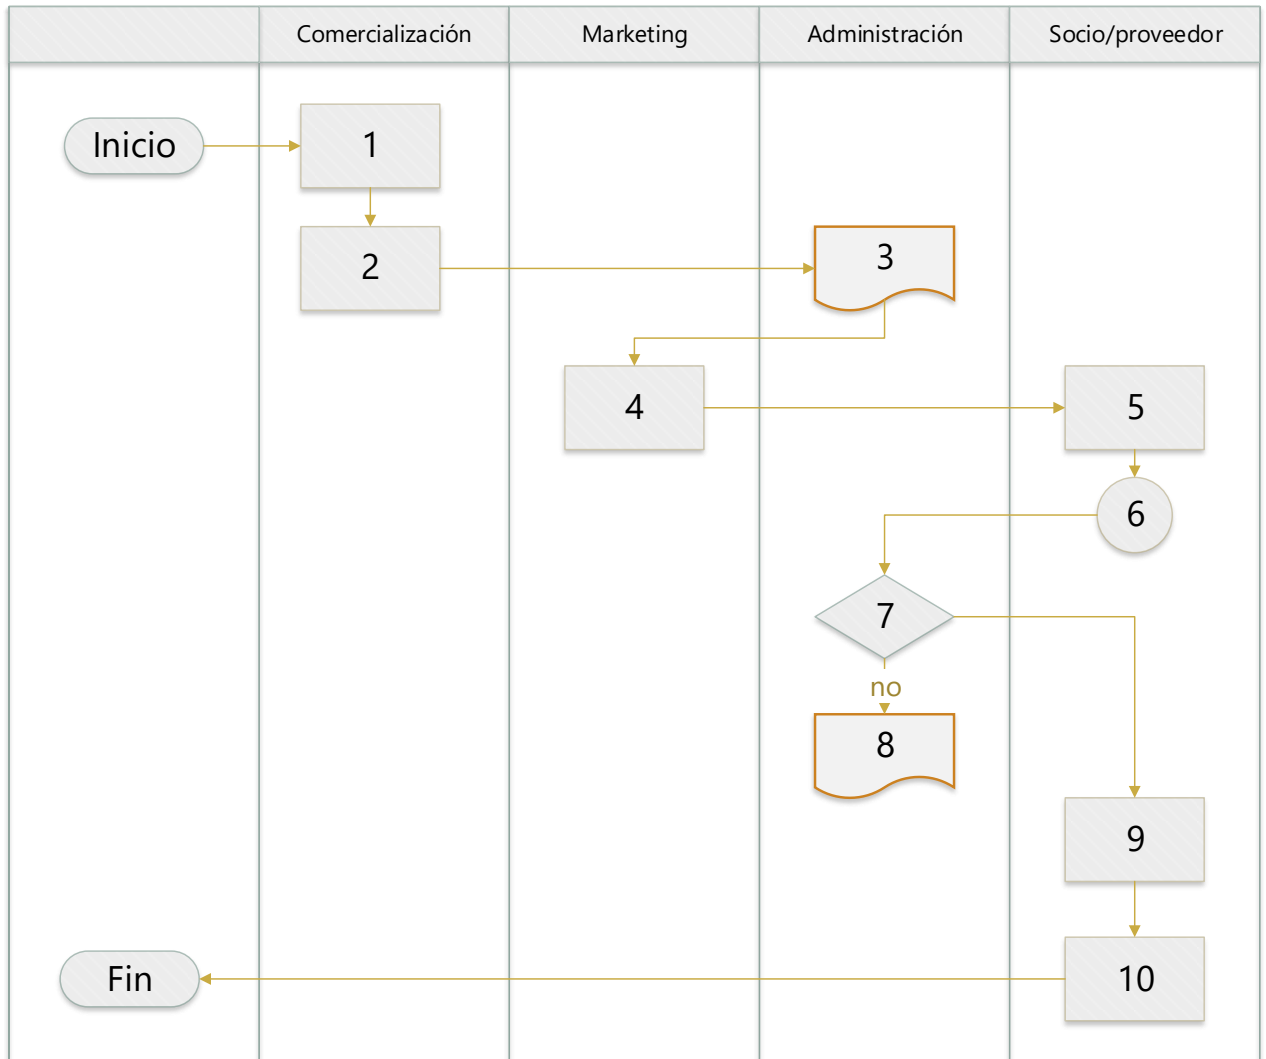 Comercialización
Marketing
Administración
Socio/proveedor
Inicio
1
2
3
4
5
6
7
no
8
9
Fin
10